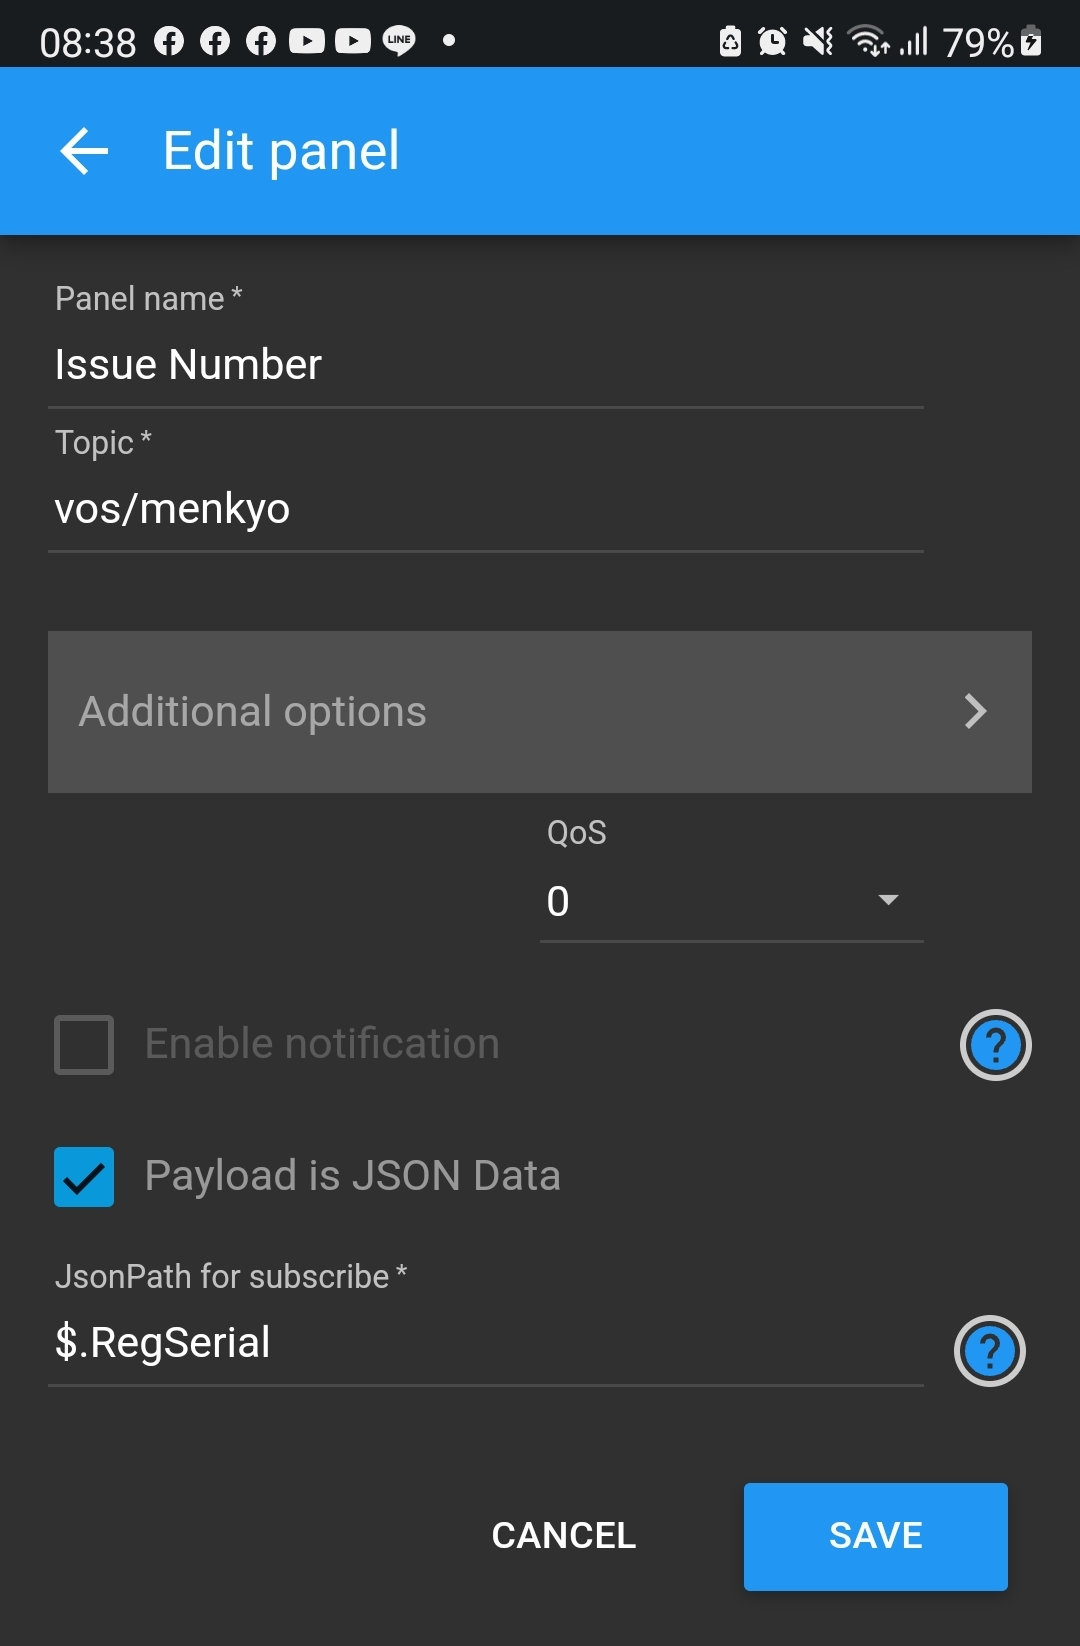 08:38 LINE 79%
Edit panel
Panel name *
Issue Number
Topic *
vos/menkyo
Additional options
QoS
0
Enable notification
?
Payload is JSON Data
JsonPath for subscribe *
$.RegSerial
?
CANCEL SAVE